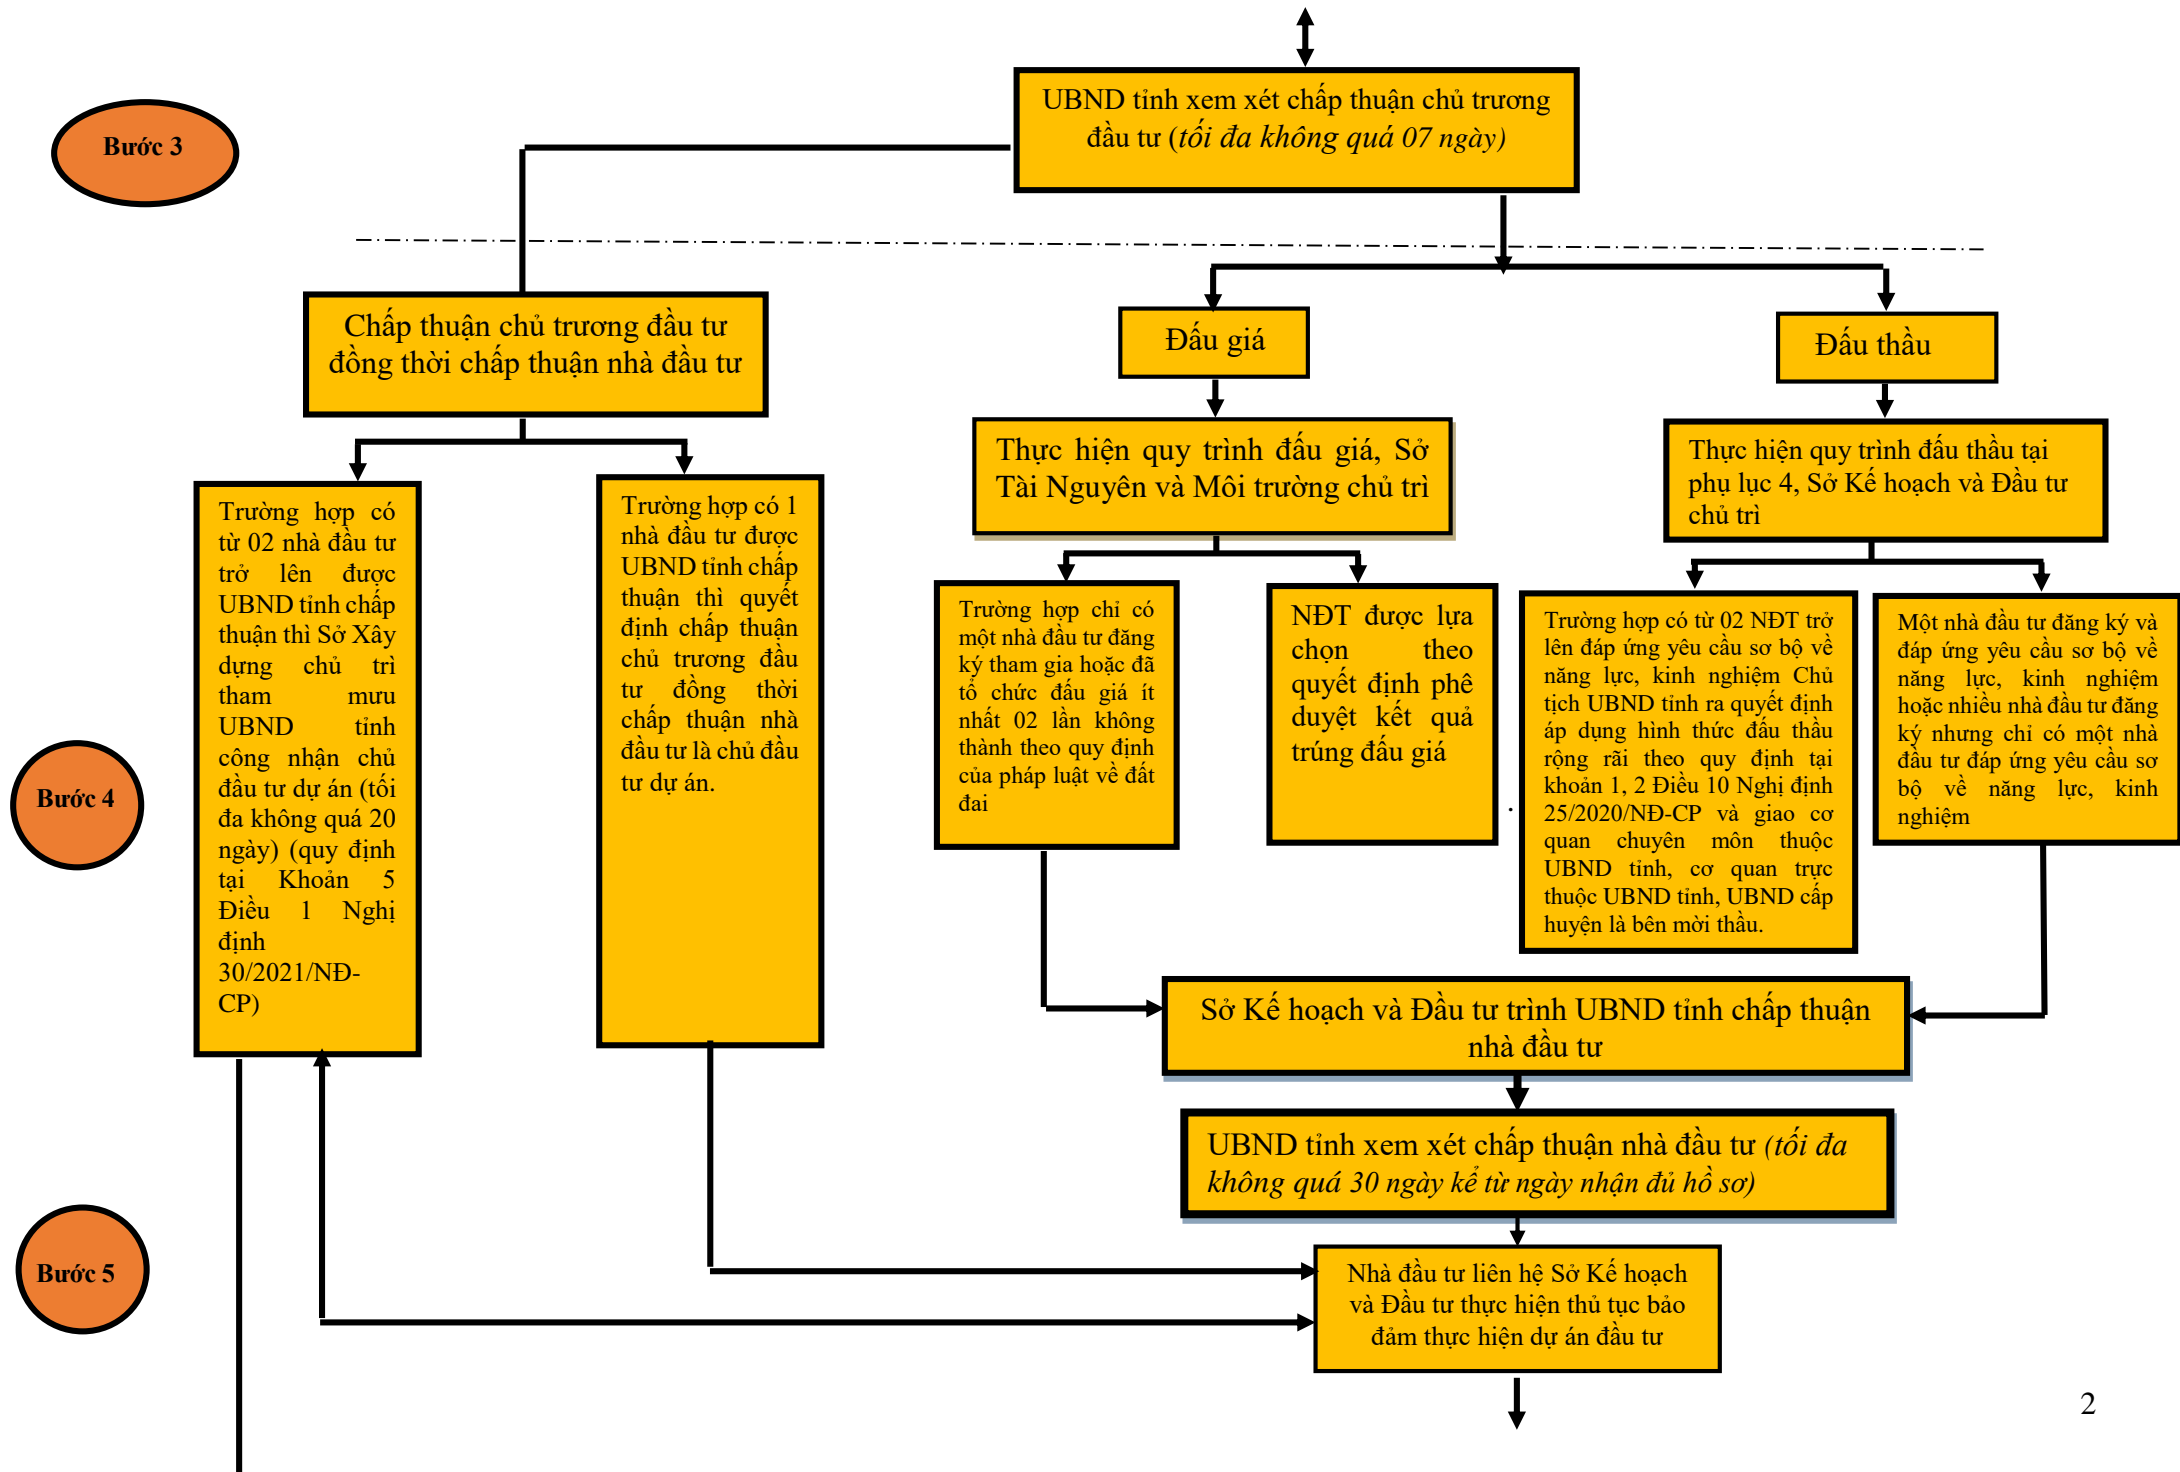 UBND tỉnh xem xét chấp thuận chủ trương
đầu tư (tối đa không quá 07 ngày)
Bước 3
Chấp thuận chủ trương đầu tư
đồng thời chấp thuận nhà đầu tư
Đấu giá
Đấu thầu
Thực hiện quy trình đấu giá, Sở
Tài Nguyên và Môi trường chủ trì
Thực hiện quy trình đấu thầu tại
phụ lục 4, Sở Kế hoạch và Đầu tư
chủ trì
Trường hợp có
từ 02 nhà đầu tư
trở lên được
UBND tỉnh chấp
thuận thì Sở Xây
dựng chủ trì
tham mưu
UBND tỉnh
công nhận chủ
đầu tư dự án (tối
đa không quá 20
ngày) (quy định
tại Khoản 5
Điều 1 Nghị
định
30/2021/NĐ-
CP)
Trường hợp có 1
nhà đầu tư được
UBND tỉnh chấp
thuận thì quyết
định chấp thuận
chủ trương đầu
tư đồng thời
chấp thuận nhà
đầu tư là chủ đầu
tư dự án.
Trường hợp chỉ có
một nhà đầu tư đăng
ký tham gia hoặc đã
tổ chức đấu giá ít
nhất 02 lần không
thành theo quy định
của pháp luật về đất
đai
NĐT được lựa
chọn theo
quyết định phê
duyệt kết quả
trúng đấu giá
.
Trường hợp có từ 02 NĐT trở
lên đáp ứng yêu cầu sơ bộ về
năng lực, kinh nghiệm Chủ
tịch UBND tỉnh ra quyết định
áp dụng hình thức đấu thầu
rộng rãi theo quy định tại
khoản 1, 2 Điều 10 Nghị định
25/2020/NĐ-CP và giao cơ
quan chuyên môn thuộc
UBND tỉnh, cơ quan trực
thuộc UBND tỉnh, UBND cấp
huyện là bên mời thầu.
Một nhà đầu tư đăng ký và
đáp ứng yêu cầu sơ bộ về
năng lực, kinh nghiệm
hoặc nhiều nhà đầu tư đăng
ký nhưng chỉ có một nhà
đầu tư đáp ứng yêu cầu sơ
bộ về năng lực, kinh
nghiệm
Bước 4
Sở Kế hoạch và Đầu tư trình UBND tỉnh chấp thuận
nhà đầu tư
UBND tỉnh xem xét chấp thuận nhà đầu tư (tối đa
không quá 30 ngày kể từ ngày nhận đủ hồ sơ)
Bước 5
Nhà đầu tư liên hệ Sở Kế hoạch
và Đầu tư thực hiện thủ tục bảo
đảm thực hiện dự án đầu tư
2